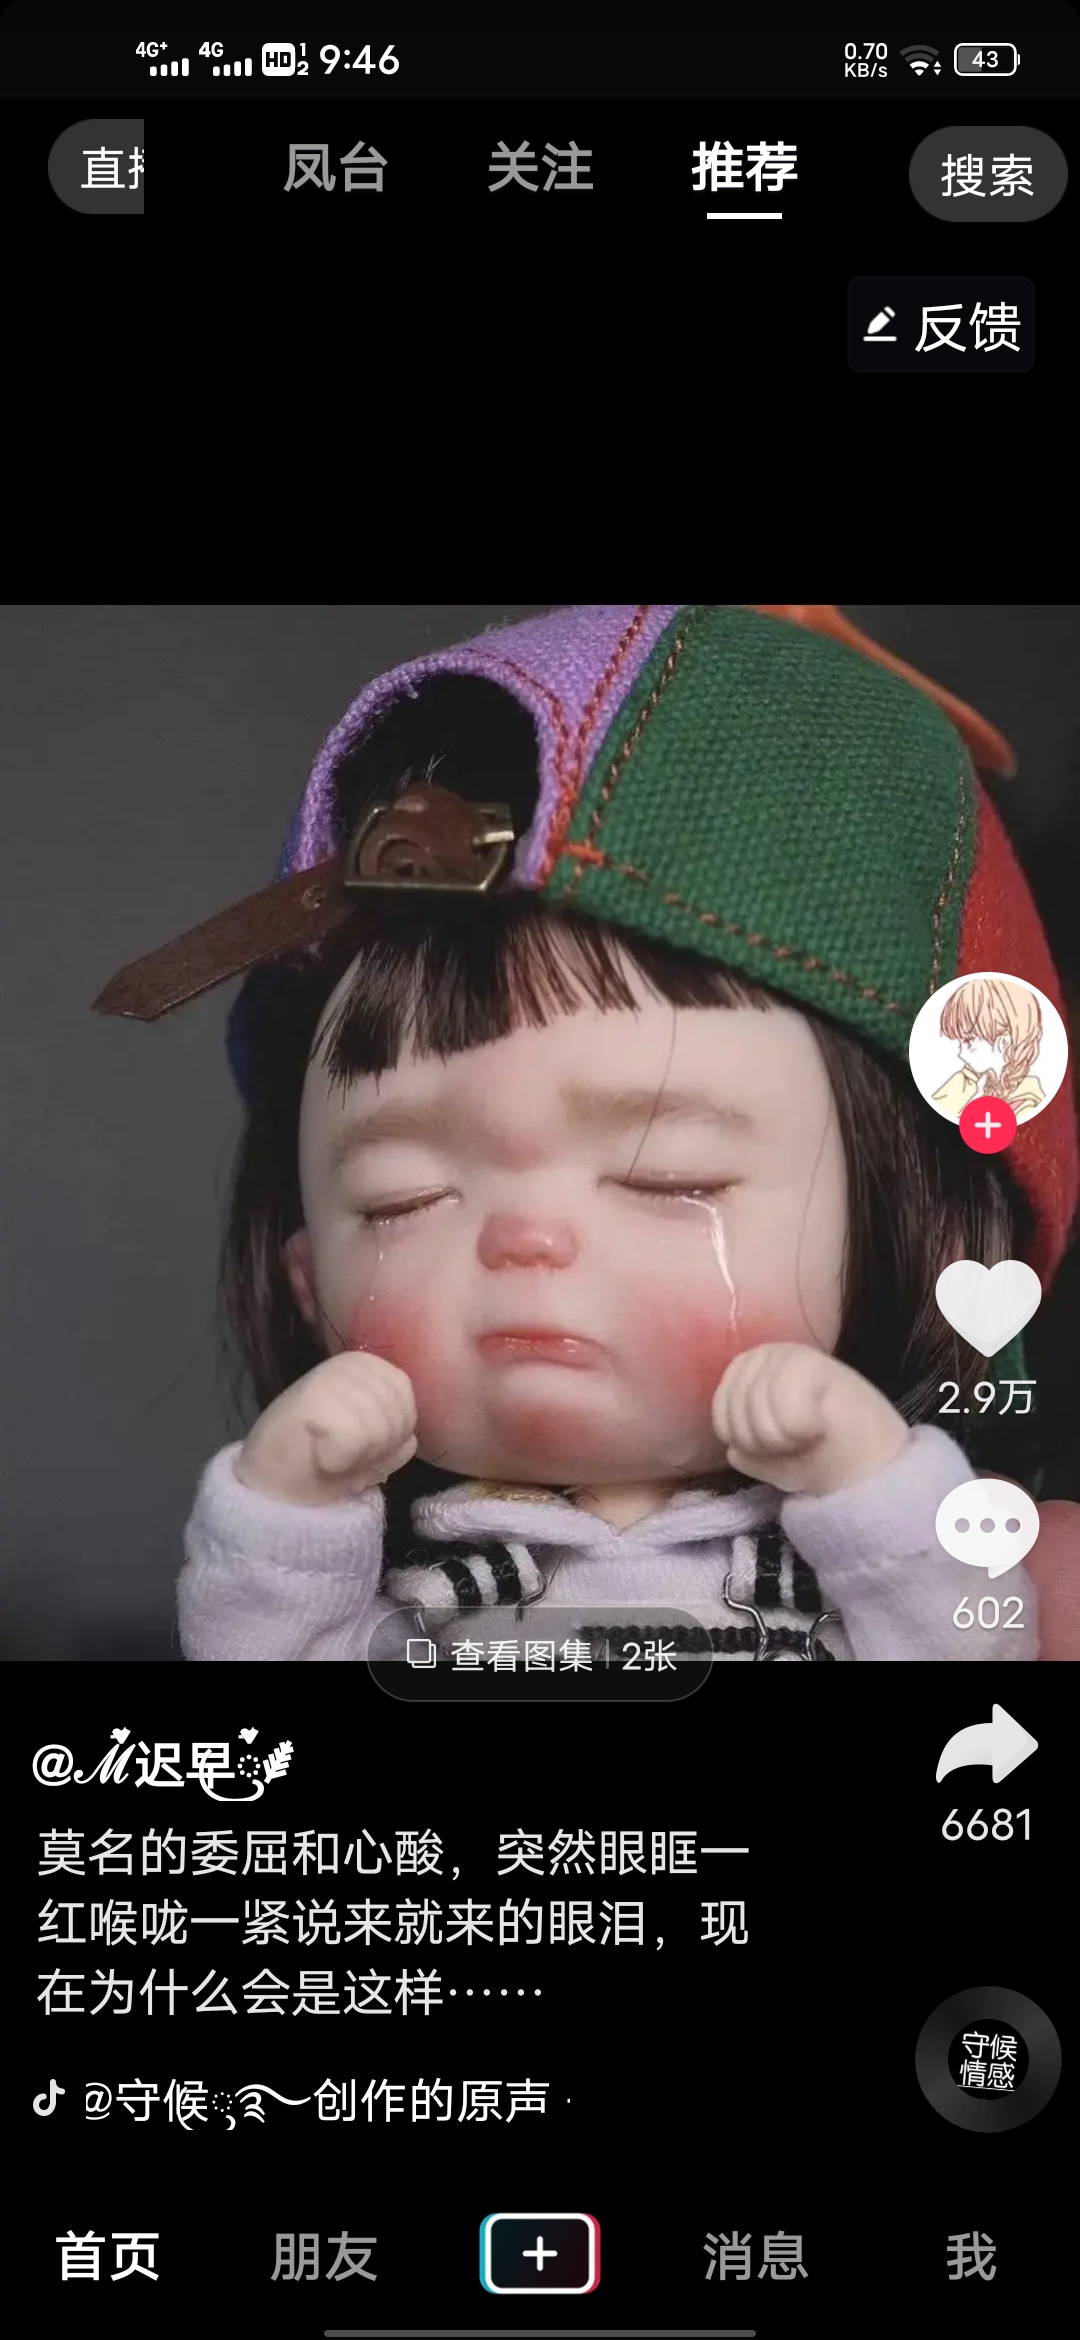 4G+ 4G HD 1 2 9:46 0.70 KB/s 43
直 凤台 关注 推荐 搜索
反馈
2.9万
602
查看图集 | 2张
@ℳ迟早
6681
莫名的委屈和心酸，突然眼眶一
红喉咙一紧说来就来的眼泪，现
在为什么会是这样……
守候
情感
@守候创作的原声 ·
首页 朋友 消息 我